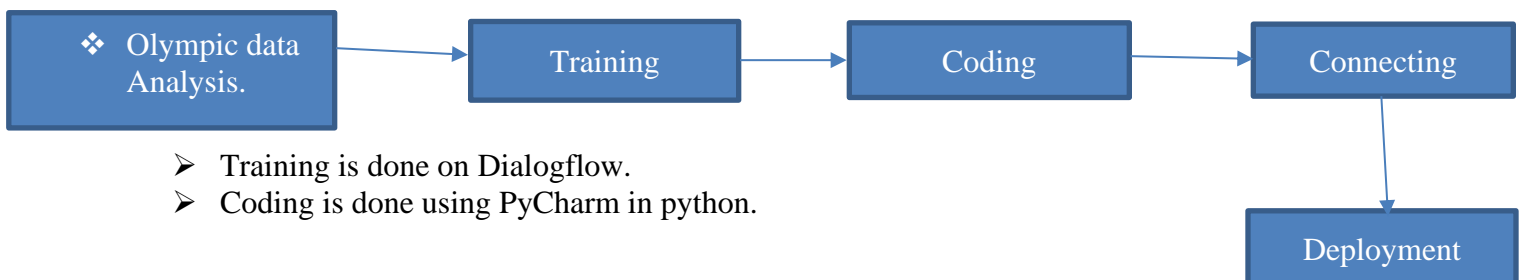 ❖ Olympic data
Analysis.
Training
Coding
Connecting
➢ Training is done on Dialogflow.
➢ Coding is done using PyCharm in python.
Deployment